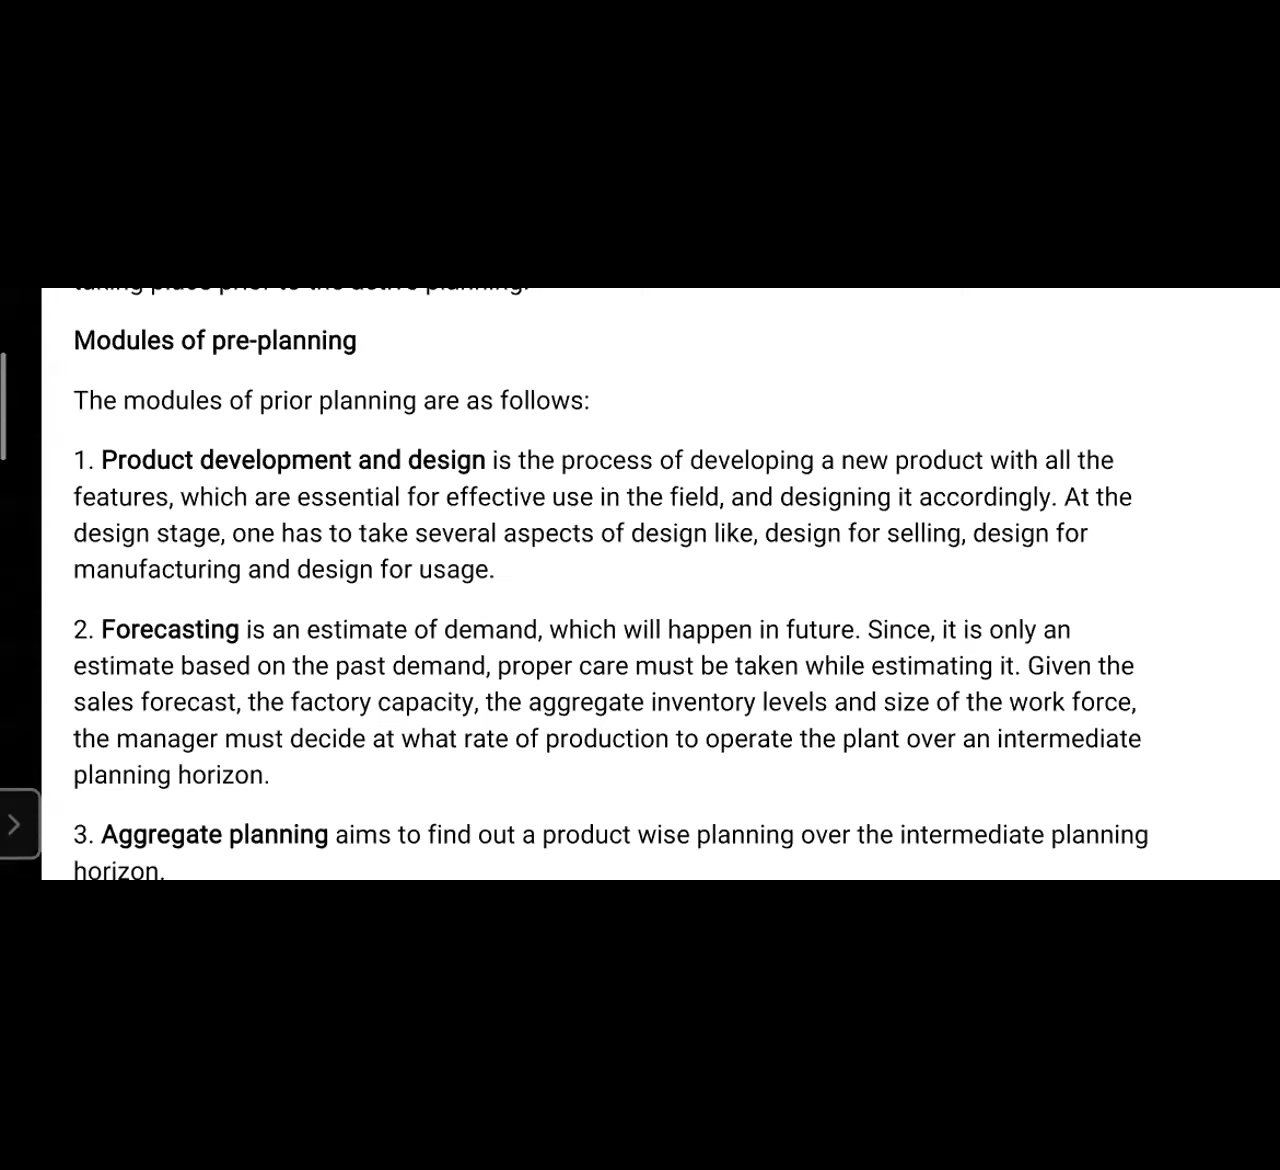 taking place prior to the active planning.
Modules of pre-planning
The modules of prior planning are as follows:
1. Product development and design is the process of developing a new product with all the
features, which are essential for effective use in the field, and designing it accordingly. At the
design stage, one has to take several aspects of design like, design for selling, design for
manufacturing and design for usage.
2. Forecasting is an estimate of demand, which will happen in future. Since, it is only an
estimate based on the past demand, proper care must be taken while estimating it. Given the
sales forecast, the factory capacity, the aggregate inventory levels and size of the work force,
the manager must decide at what rate of production to operate the plant over an intermediate
planning horizon.
3. Aggregate planning aims to find out a product wise planning over the intermediate planning
horizon.